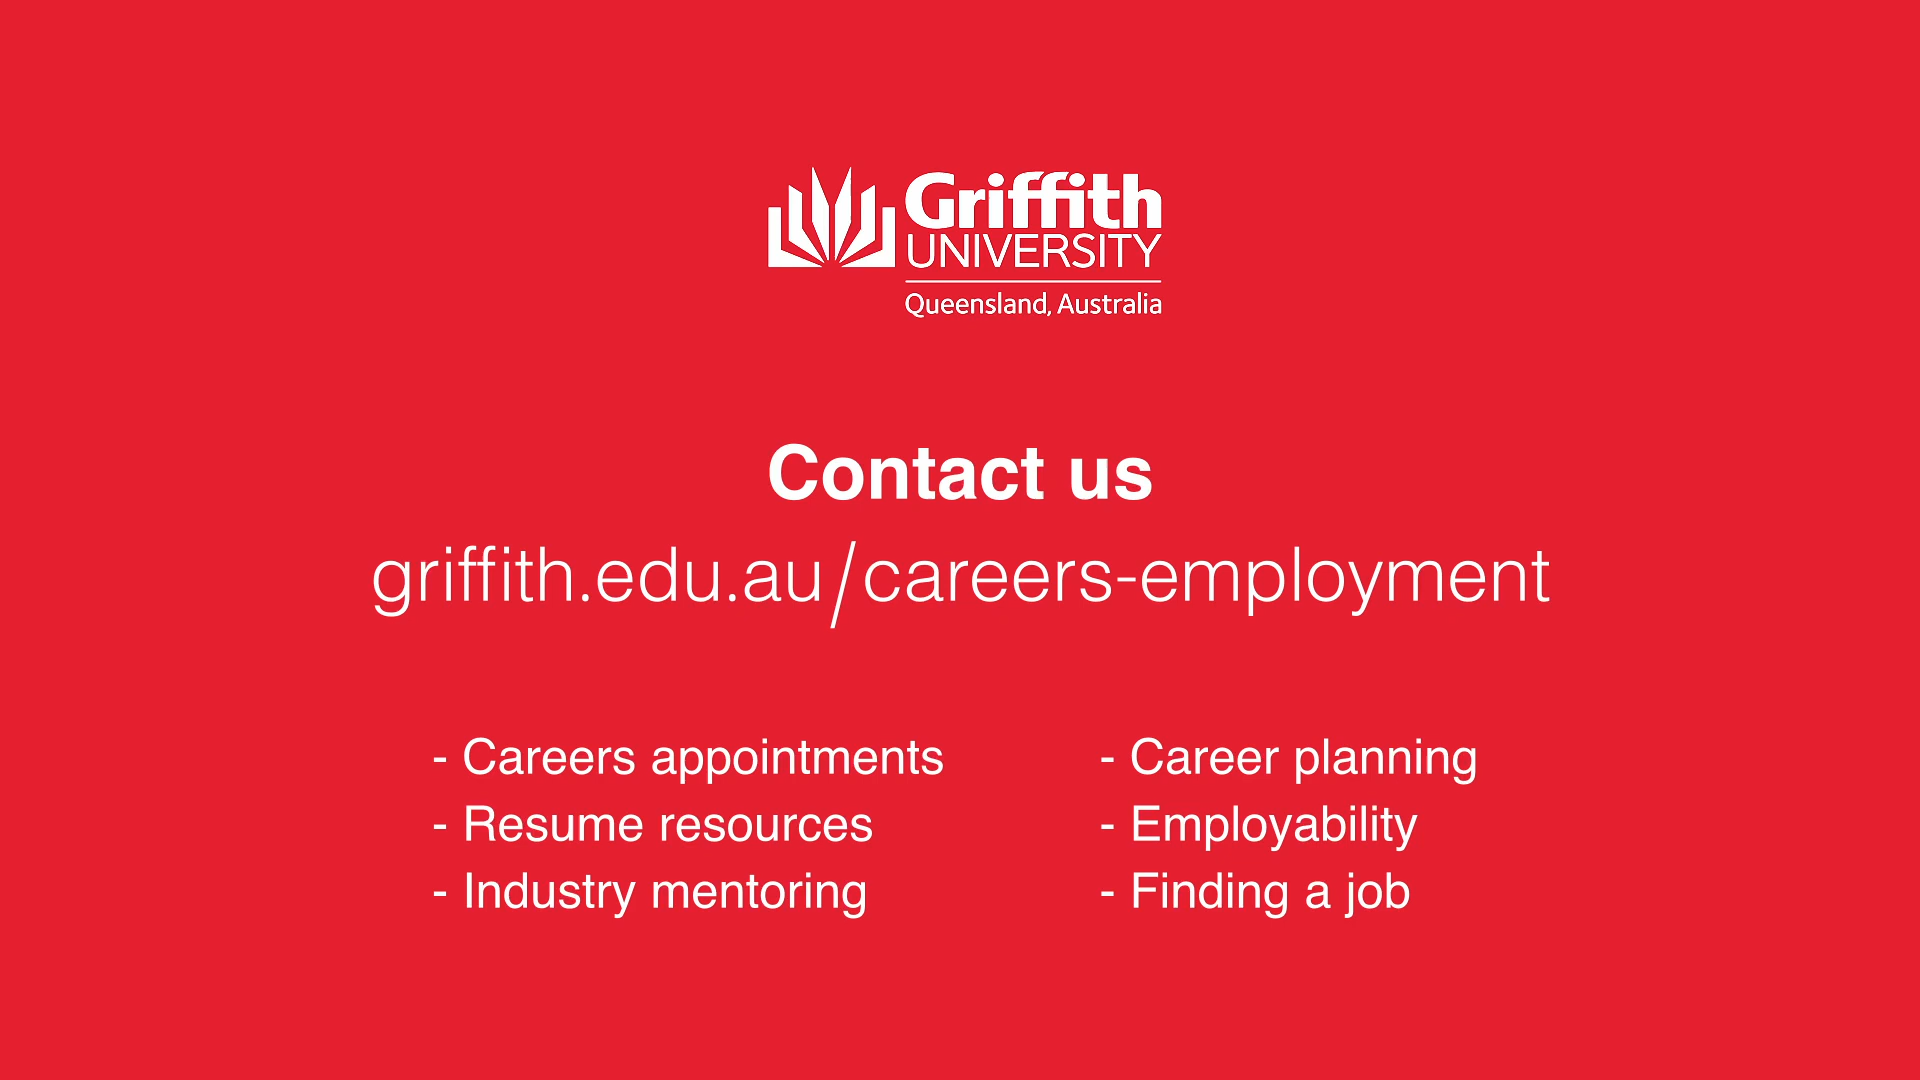 Griffith
UNIVERSITY
Queensland, Australia
Contact us
griffith.edu.au/careers-employment
- Careers appointments
- Resume resources
- Industry mentoring
- Career planning
- Employability
- Finding a job